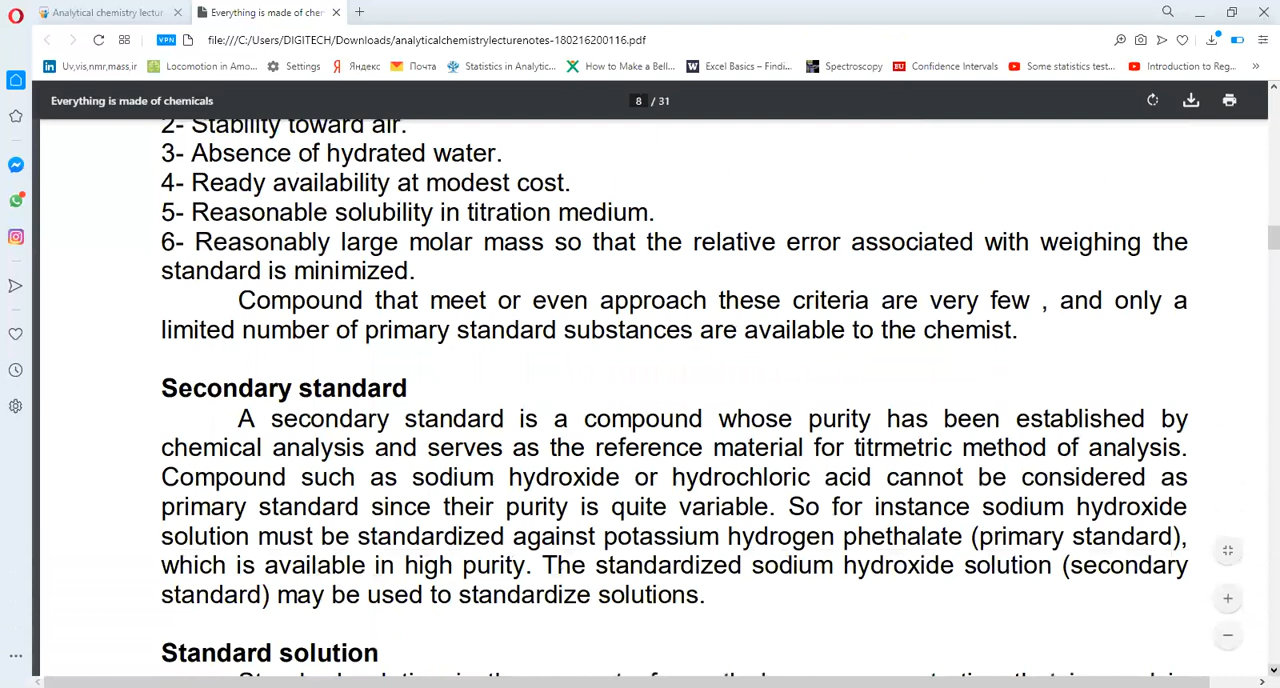 Analytical chemistry lectur
Everything is made of cher
file:///C:/Users/DIGITECH/Downloads/analyticalchemistrylecturenotes-180216200116.pdf
VPN
Uv,vis,nmr,mass,ir
Locomotion in Amo...
Settings
Яндекс
Почта
Statistics in Analytic...
How to Make a Bell...
Excel Basics – Findi...
Spectroscopy
Confidence Intervals
Some statistics test...
Introduction to Reg...
Everything is made of chemicals
8 / 31
2- Stability toward air.
3- Absence of hydrated water.
4- Ready availability at modest cost.
5- Reasonable solubility in titration medium.
6- Reasonably large molar mass so that the relative error associated with weighing the
standard is minimized.
Compound that meet or even approach these criteria are very few , and only a
limited number of primary standard substances are available to the chemist.
Secondary standard
A secondary standard is a compound whose purity has been established by
chemical analysis and serves as the reference material for titrmetric method of analysis.
Compound such as sodium hydroxide or hydrochloric acid cannot be considered as
primary standard since their purity is quite variable. So for instance sodium hydroxide
solution must be standardized against potassium hydrogen phethalate (primary standard),
which is available in high purity. The standardized sodium hydroxide solution (secondary
standard) may be used to standardize solutions.
Standard solution